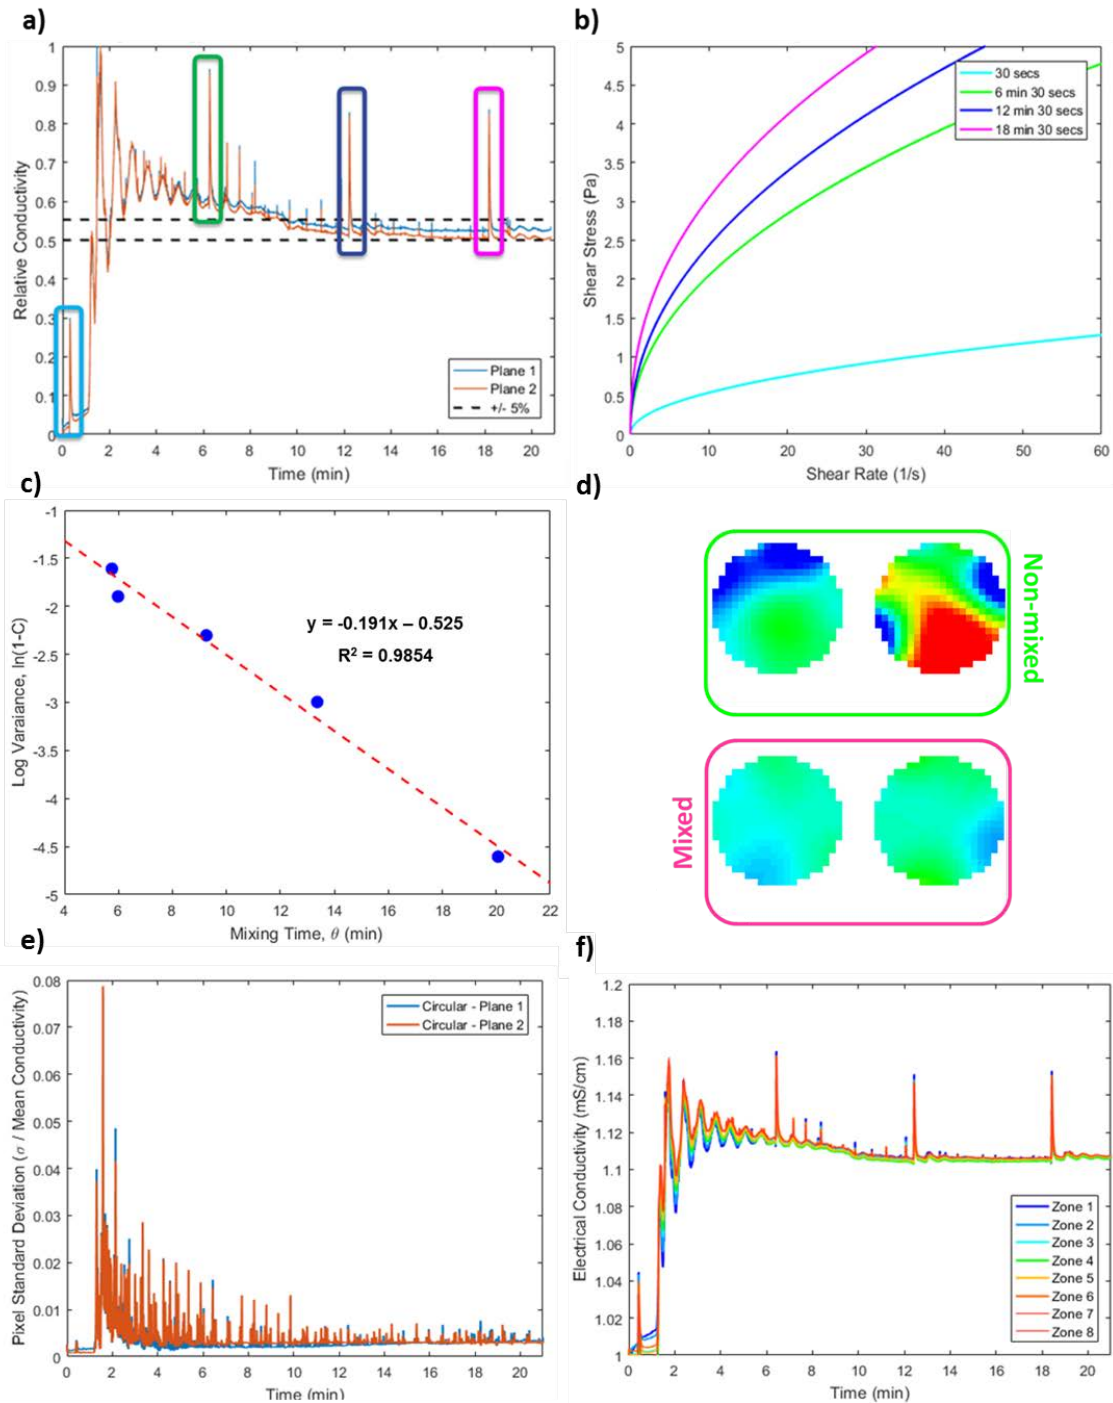 a)
1
0.9
0.8
0.7
0.6
0.5
0.4
0.3
0.2
0.1
0
0 2 4 6 8 10 12 14 16 18 20
Relative Conductivity
Time (min)
Plane 1
Plane 2
+/- 5%
b)
5
4.5
4
3.5
3
2.5
2
1.5
1
0.5
0
0 10 20 30 40 50 60
Shear Stress (Pa)
Shear Rate (1/s)
30 secs
6 min 30 secs
12 min 30 secs
18 min 30 secs
c)
-1
-1.5
-2
-2.5
-3
-3.5
-4
-4.5
-5
4 6 8 10 12 14 16 18 20 22
Log Varaiance, ln(1-C)
Mixing Time, θ (min)
y = -0.191x – 0.525
R² = 0.9854
d)
Non-mixed
Mixed
e)
0.08
0.07
0.06
0.05
0.04
0.03
0.02
0.01
0
0 2 4 6 8 10 12 14 16 18 20
Pixel Standard Deviation (σ / Mean Conductivity)
Time (min)
Circular - Plane 1
Circular - Plane 2
f)
1.2
1.18
1.16
1.14
1.12
1.1
1.08
1.06
1.04
1.02
1
0 2 4 6 8 10 12 14 16 18 20
Electrical Conductivity (mS/cm)
Time (min)
Zone 1
Zone 2
Zone 3
Zone 4
Zone 5
Zone 6
Zone 7
Zone 8